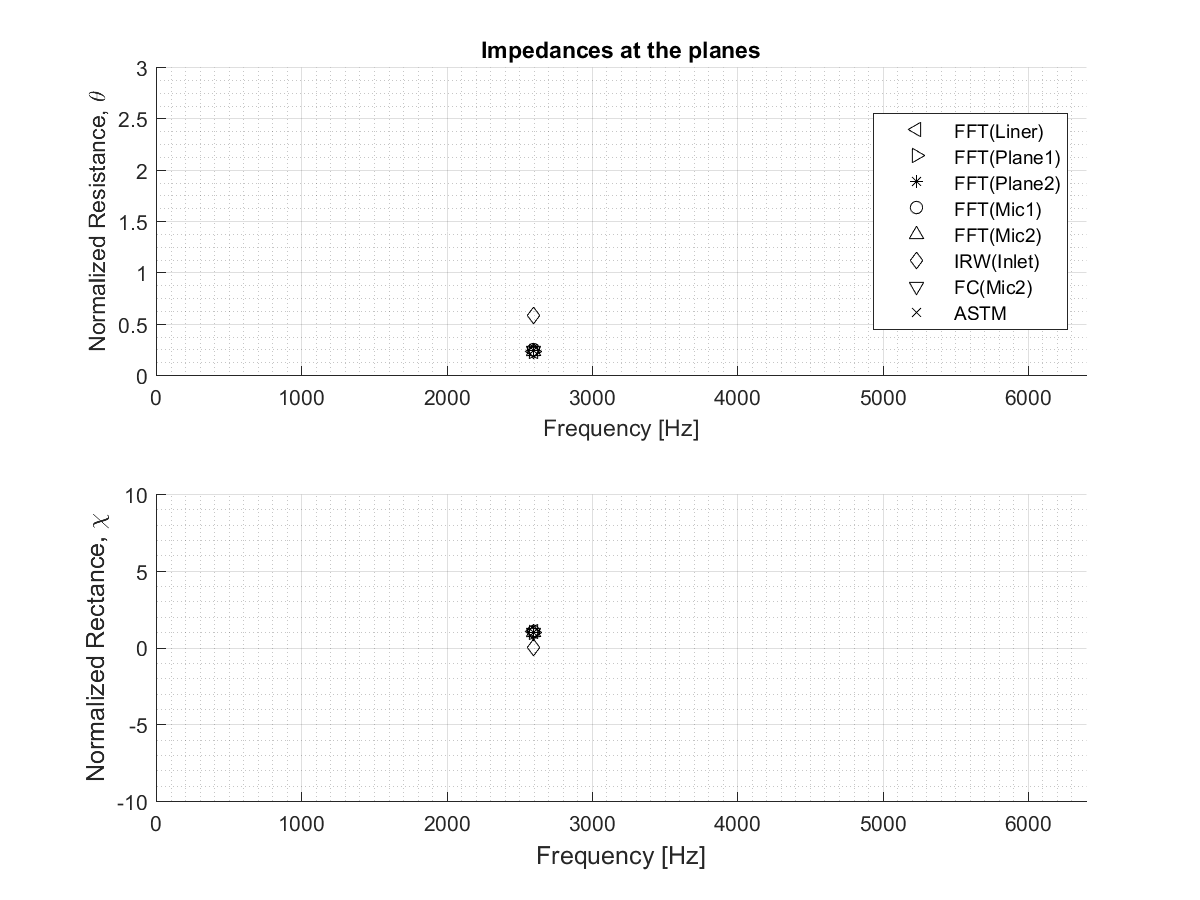 Impedances at the planes
Normalized Resistance, θ
3
2.5
2
1.5
1
0.5
0
0 1000 2000 3000 4000 5000 6000
Frequency [Hz]
FFT(Liner)
FFT(Plane1)
FFT(Plane2)
FFT(Mic1)
FFT(Mic2)
IRW(Inlet)
FC(Mic2)
ASTM
Normalized Rectance, χ
10
5
0
-5
-10
0 1000 2000 3000 4000 5000 6000
Frequency [Hz]